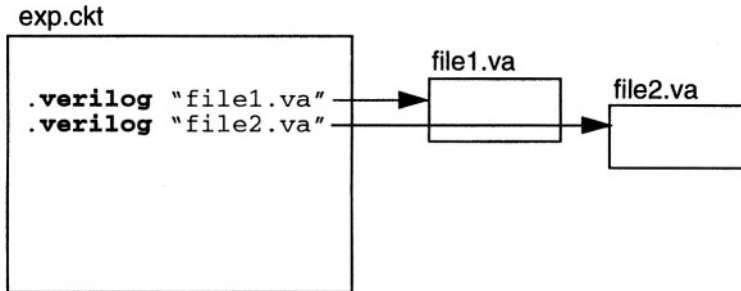 exp.ckt
file1.va
file2.va
.verilog “file1.va”
.verilog “file2.va”